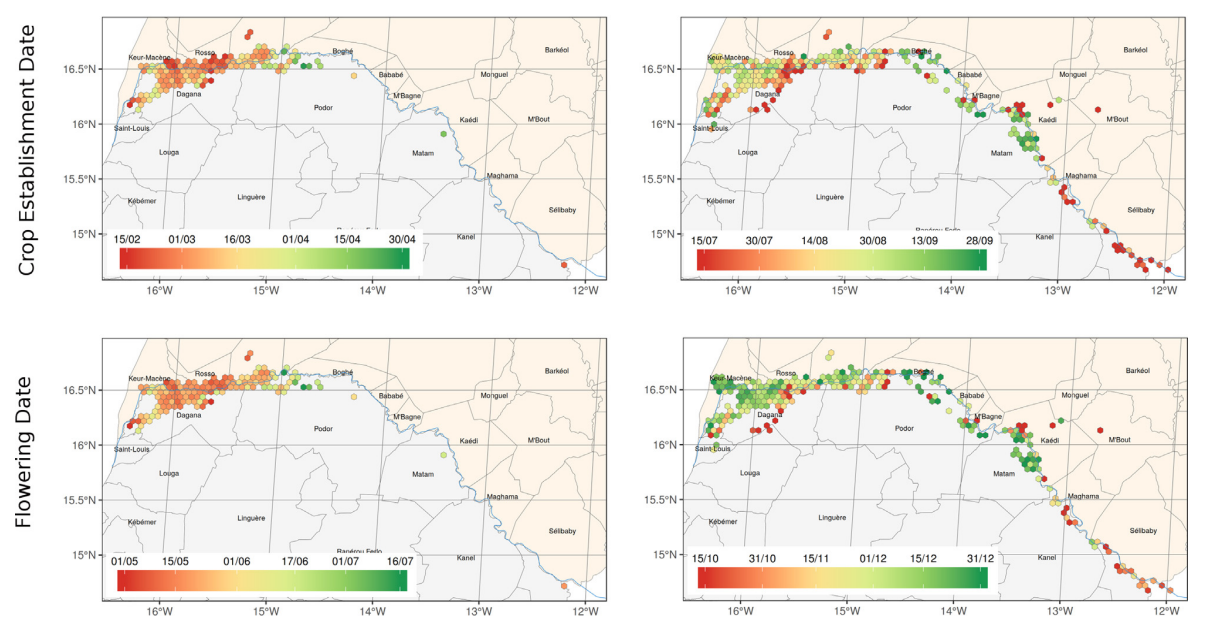 Crop Establishment Date
Barkéol
Boghé
Rosso
Keur-Macène
16.5°N
Bababé
Monguel
Dagana
M'Bagne
Podor
16°N
Kaédi
M'Bout
Saint-Louis
Louga
Matam
15.5°N
Maghama
Kébémer
Linguère
Sélibaby
15°N
Kanel
15/02 01/03 16/03 01/04 15/04 30/04
16°W 15°W 14°W 13°W 12°W
Barkéol
Boghé
Rosso
Keur-Macène
16.5°N
Bababé
Monguel
Dagana
M'Bagne
Podor
16°N
Kaédi
M'Bout
Saint-Louis
Louga
Matam
15.5°N
Maghama
Kébémer
Linguère
Sélibaby
15°N
Kanel
15/07 30/07 14/08 30/08 13/09 28/09
16°W 15°W 14°W 13°W 12°W
Flowering Date
Barkéol
Boghé
Rosso
Keur-Macène
16.5°N
Bababé
Monguel
Dagana
M'Bagne
Podor
16°N
Kaédi
M'Bout
Saint-Louis
Louga
Matam
15.5°N
Maghama
Kébémer
Linguère
Sélibaby
15°N
Kanel
01/05 15/05 01/06 17/06 01/07 16/07
16°W 15°W 14°W 13°W 12°W
Barkéol
Boghé
Rosso
Keur-Macène
16.5°N
Bababé
Monguel
Dagana
M'Bagne
Podor
16°N
Kaédi
M'Bout
Saint-Louis
Louga
Matam
15.5°N
Maghama
Kébémer
Linguère
Sélibaby
15°N
Kanel
15/10 31/10 15/11 01/12 15/12 31/12
16°W 15°W 14°W 13°W 12°W